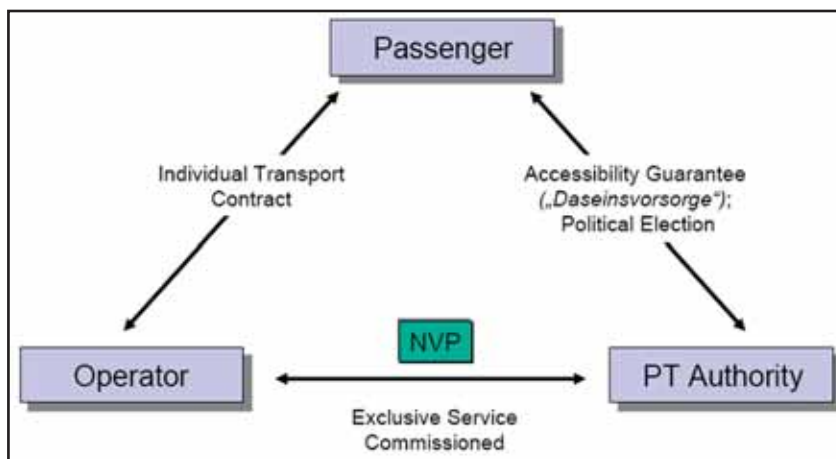 Passenger
Individual Transport
Contract
Accessibility Guarantee
(„Daseinsvorsorge“);
Political Election
NVP
Operator
PT Authority
Exclusive Service
Commissioned